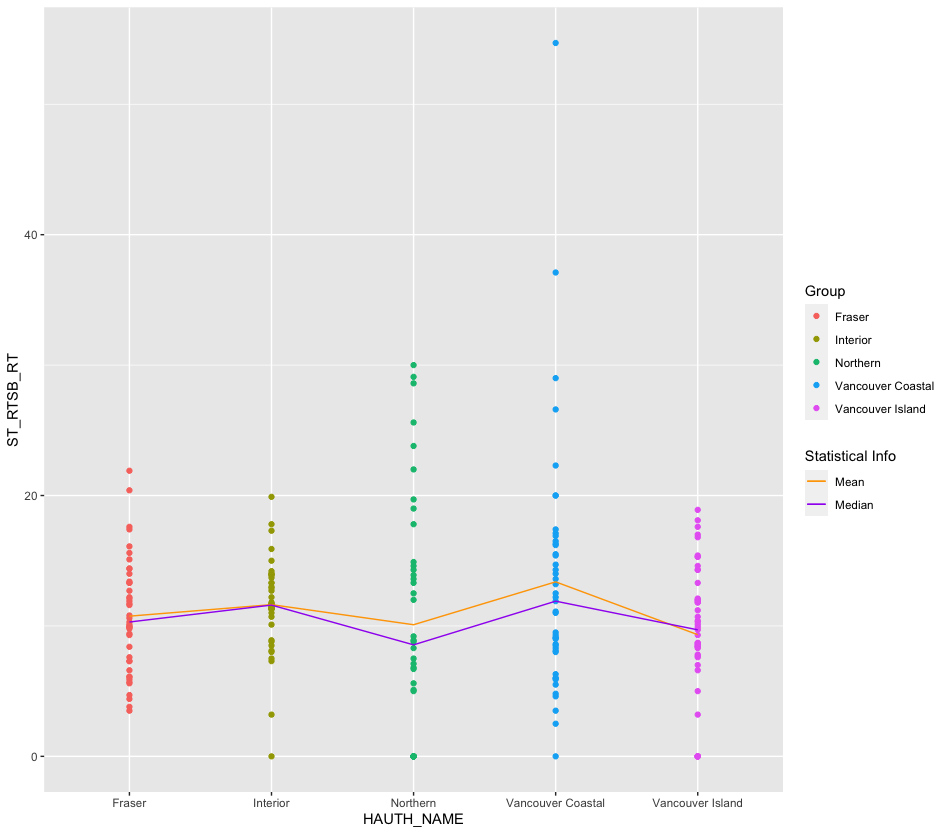 ST_RTSB_RT
40
20
0
Fraser
Interior
Northern
Vancouver Coastal
Vancouver Island
HAUTH_NAME
Group
Fraser
Interior
Northern
Vancouver Coastal
Vancouver Island
Statistical Info
Mean
Median